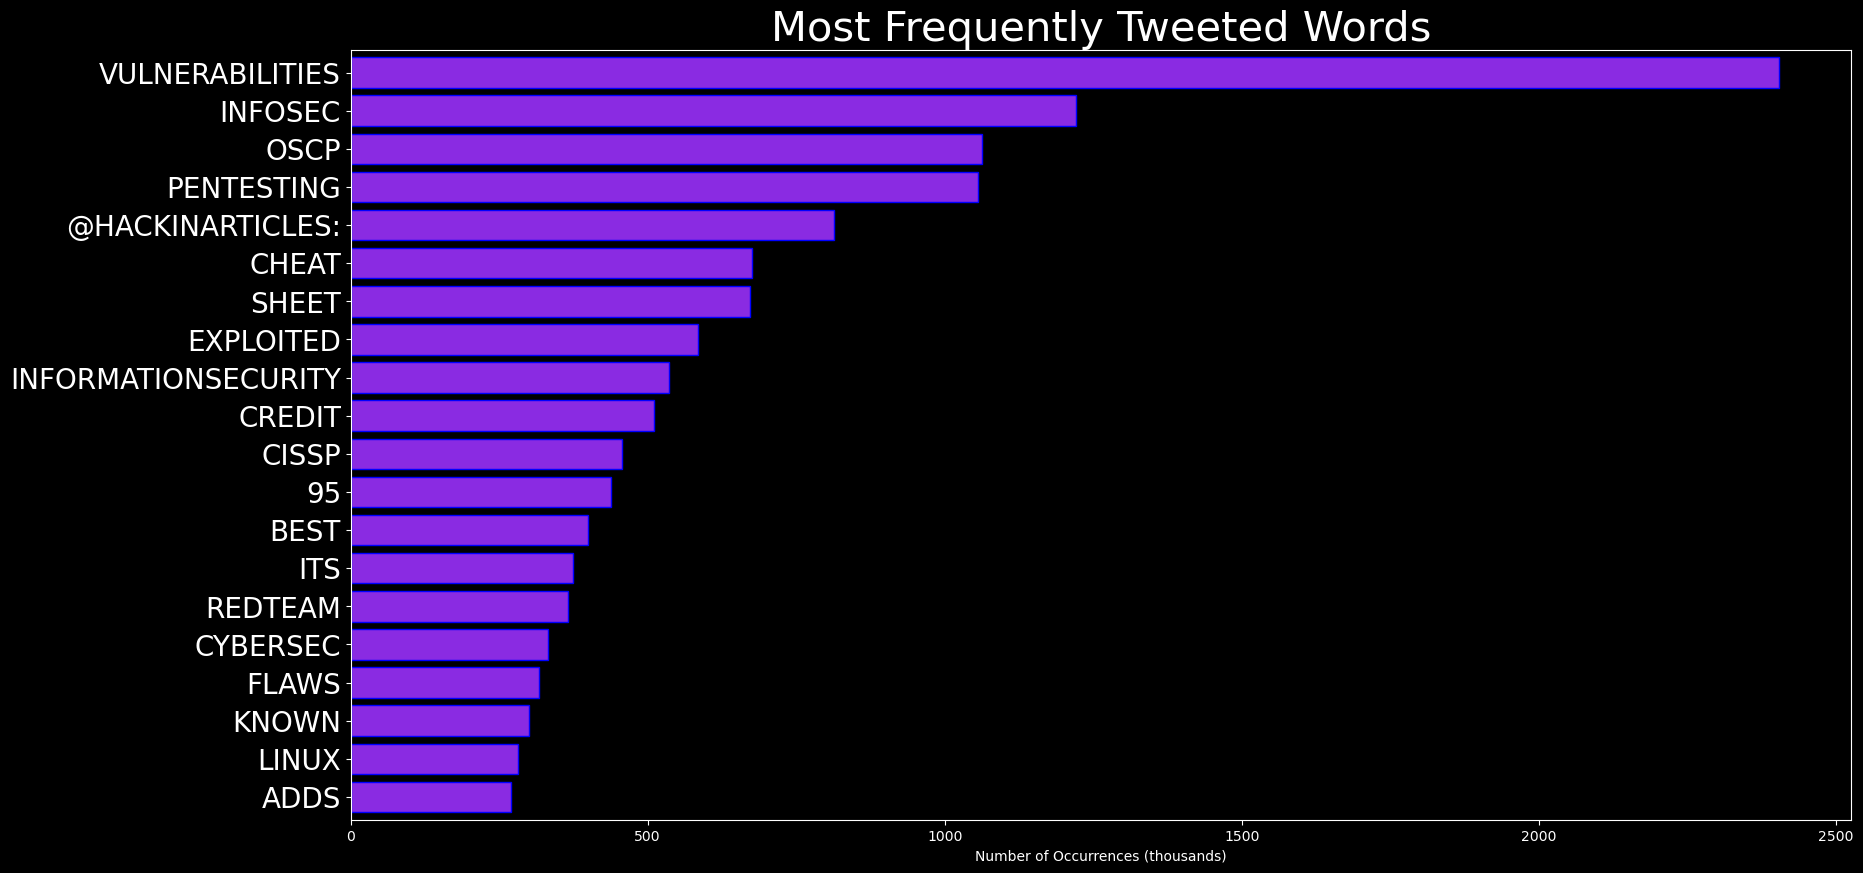 Most Frequently Tweeted Words
VULNERABILITIES
INFOSEC
OSCP
PENTESTING
@HACKINARTICLES:
CHEAT
SHEET
EXPLOITED
INFORMATIONSECURITY
CREDIT
CISSP
95
BEST
ITS
REDTEAM
CYBERSEC
FLAWS
KNOWN
LINUX
ADDS
0 500 1000 1500 2000 2500
Number of Occurrences (thousands)